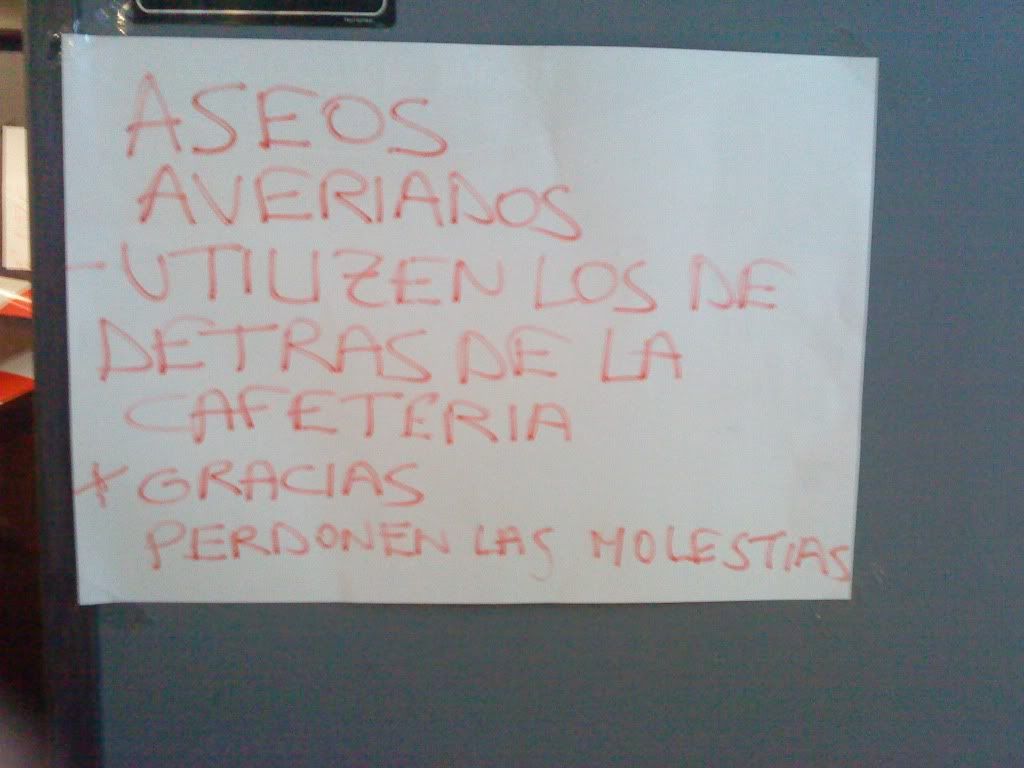 ASEOS
AVERIADOS
- UTILIZEN LOS DE
DETRAS DE LA
CAFETERIA
* GRACIAS
PERDONEN LAS MOLESTIAS